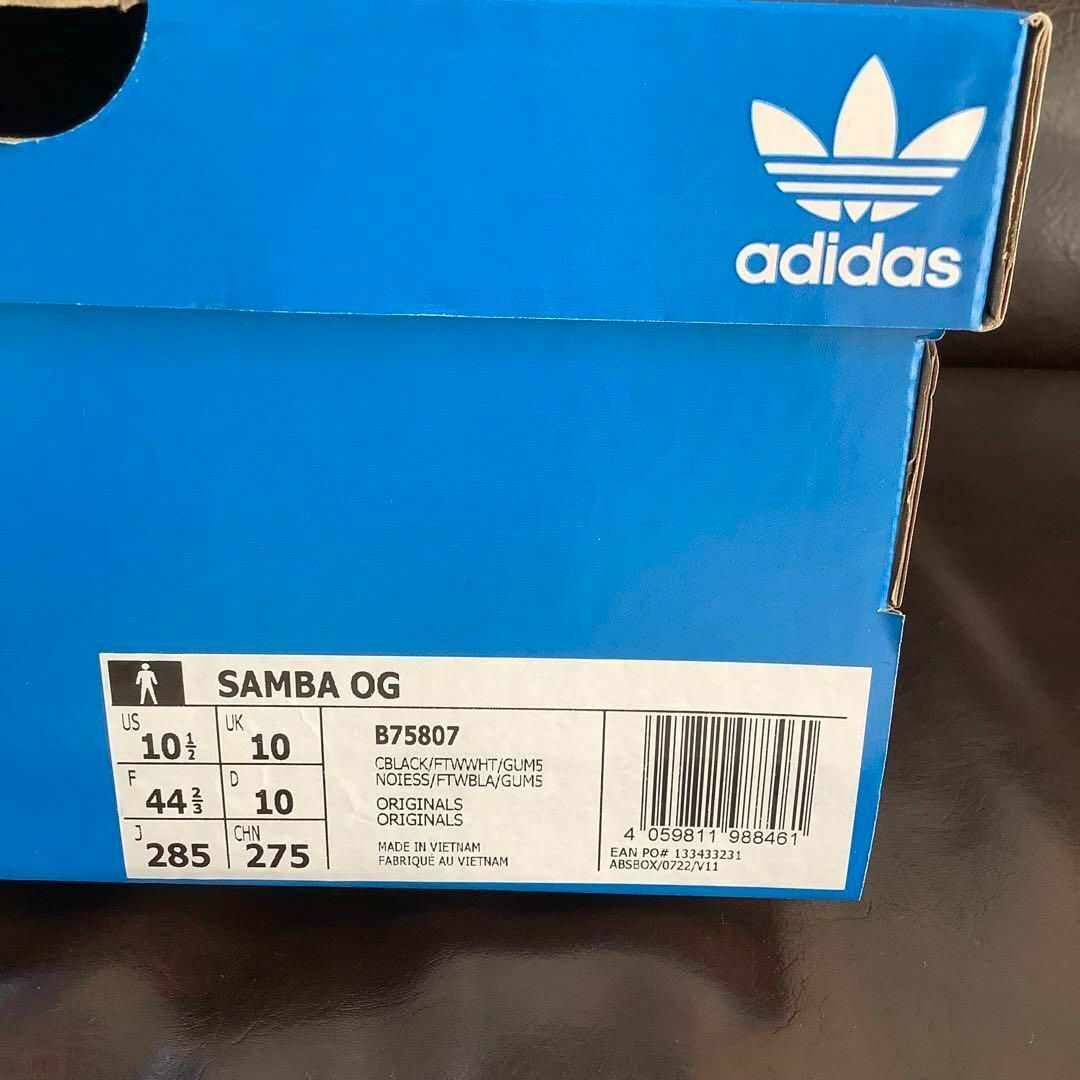 adidas
SAMBA OG
US 10 1/2
UK 10
F 44 2/3
D 10
J 285
CHN 275
B75807
CBLACK/FTWWHT/GUM5
NOIESS/FTWBLA/GUM5
ORIGINALS
ORIGINALS
MADE IN VIETNAM
FABRIQUÉ AU VIETNAM
4 059811 988461
EAN PO# 133433231
ABSBOX/0722/V11